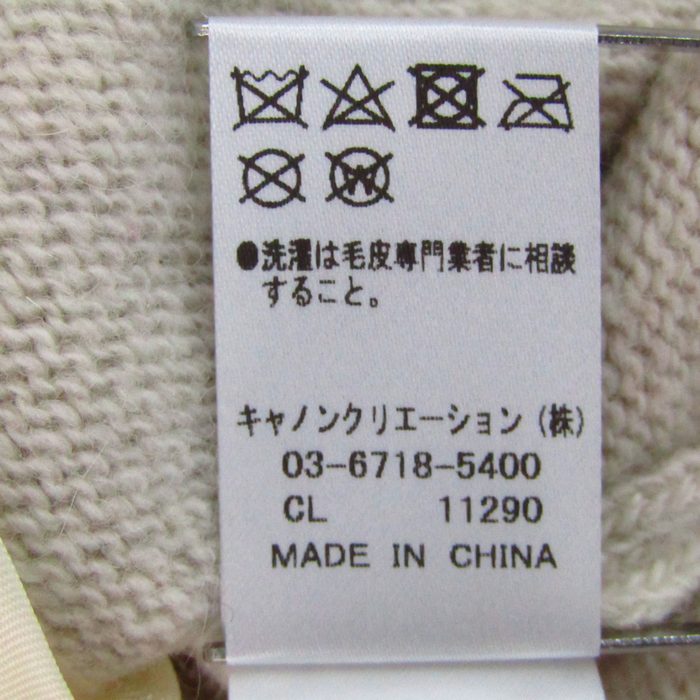 ●洗濯は毛皮専門業者に相談
すること。
キャノンクリエーション(株)
03-6718-5400
CL 11290
MADE IN CHINA